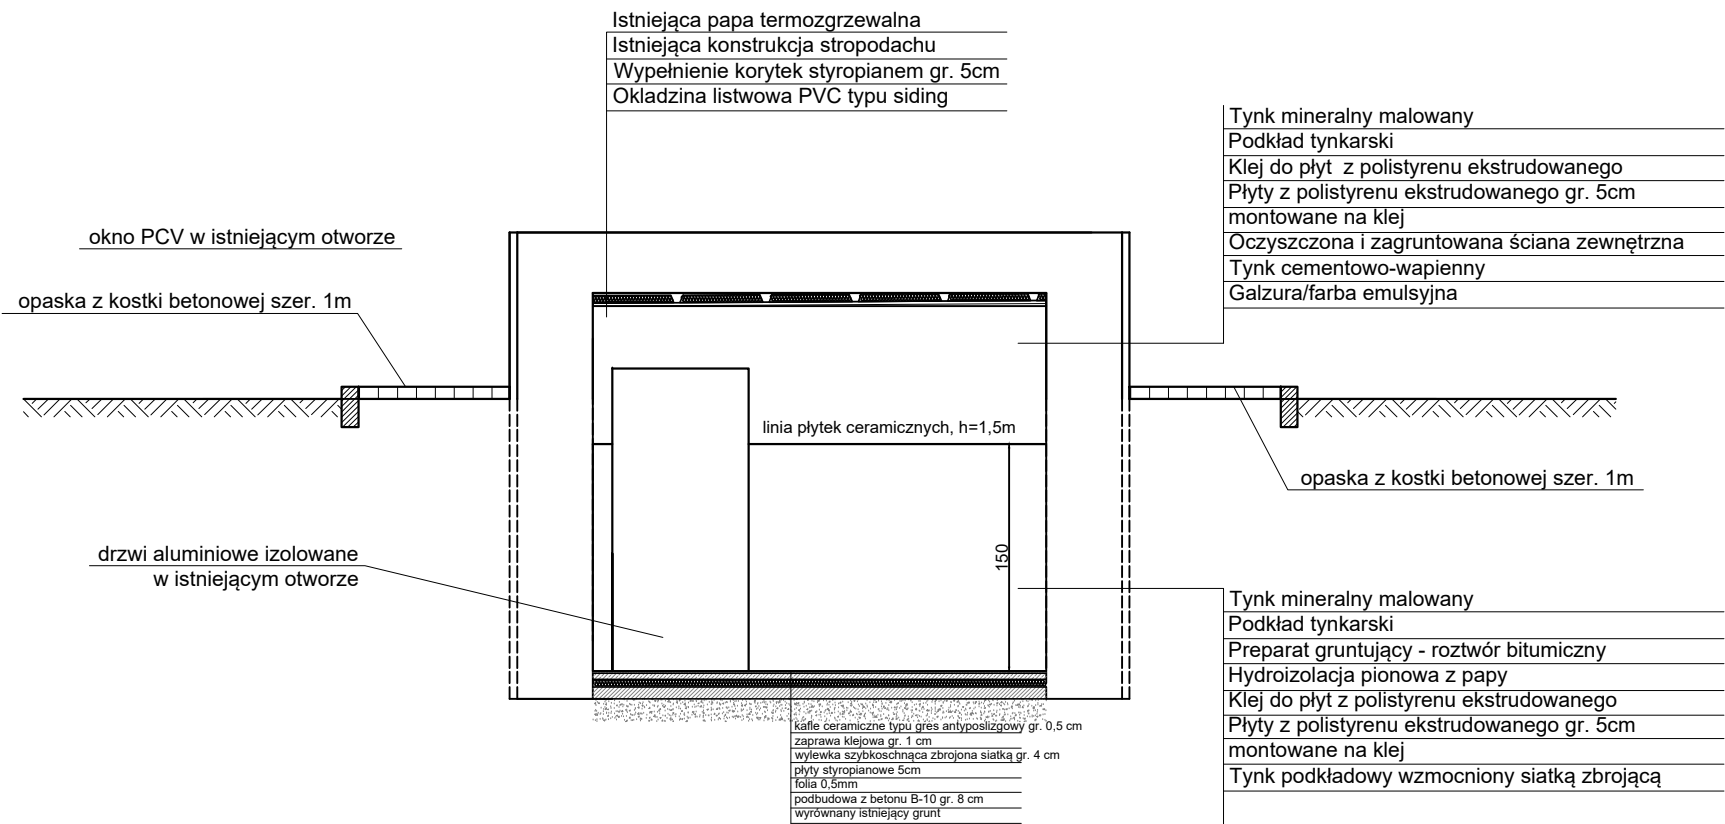 Istniejąca papa termozgrzewalna
Istniejąca konstrukcja stropodachu
Wypełnienie korytek styropianem gr. 5cm
Okladzina listwowa PVC typu siding
Tynk mineralny malowany
Podkład tynkarski
Klej do płyt z polistyrenu ekstrudowanego
Płyty z polistyrenu ekstrudowanego gr. 5cm
montowane na klej
Oczyszczona i zagruntowana ściana zewnętrzna
Tynk cementowo-wapienny
Galzura/farba emulsyjna
okno PCV w istniejącym otworze
opaska z kostki betonowej szer. 1m
linia płytek ceramicznych, h=1,5m
opaska z kostki betonowej szer. 1m
drzwi aluminiowe izolowane
w istniejącym otworze
150
Tynk mineralny malowany
Podkład tynkarski
Preparat gruntujący - roztwór bitumiczny
Hydroizolacja pionowa z papy
Klej do płyt z polistyrenu ekstrudowanego
Płyty z polistyrenu ekstrudowanego gr. 5cm
montowane na klej
Tynk podkładowy wzmocniony siatką zbrojącą
kafle ceramiczne typu gres antyposlizgowy gr. 0,5 cm
zaprawa klejowa gr. 1 cm
wylewka szybkoschnąca zbrojona siatką gr. 4 cm
płyty styropianowe 5cm
folia 0,5mm
podbudowa z betonu B-10 gr. 8 cm
wyrównany istniejący grunt